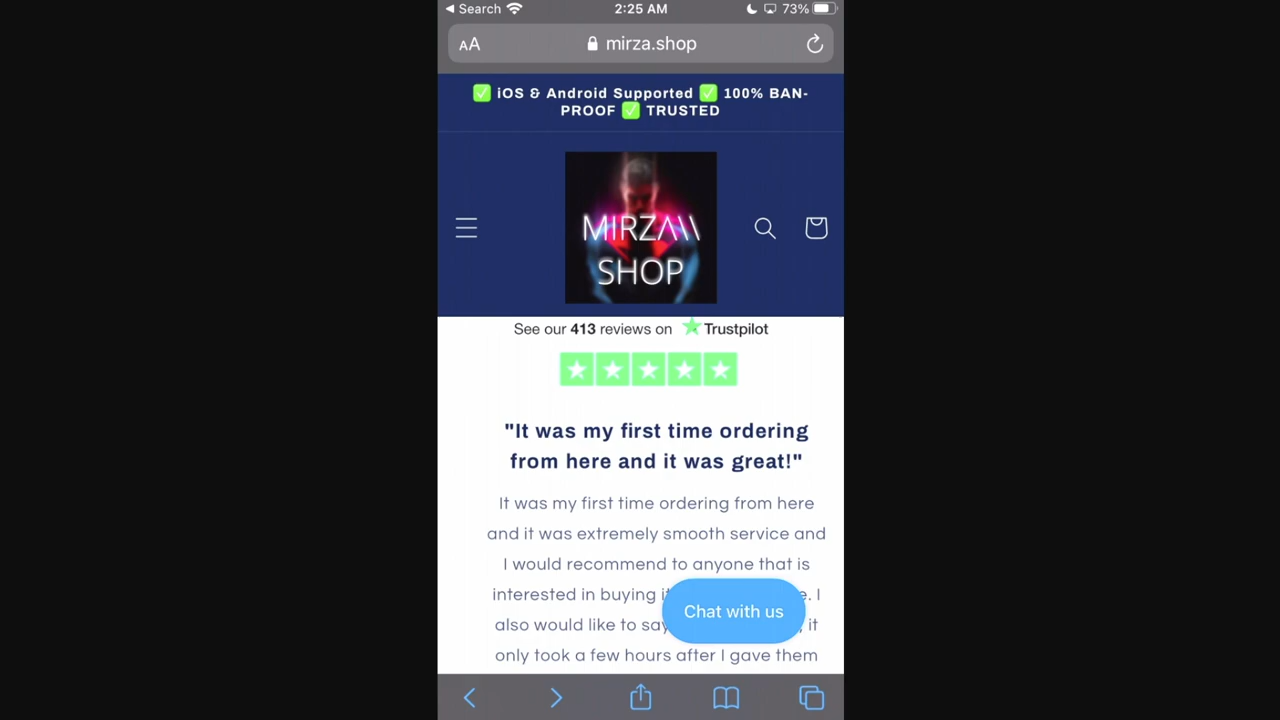 Search 2:25 AM 73%
AA mirza.shop
✅ iOS & Android Supported ✅ 100% BAN-
PROOF ✅ TRUSTED
MIRZA\\
SHOP
See our 413 reviews on Trustpilot
"It was my first time ordering
from here and it was great!"
It was my first time ordering from here
and it was extremely smooth service and
I would recommend to anyone that is
interested in buying e. I
also would like to say , it
only took a few hours after I gave them
Chat with us